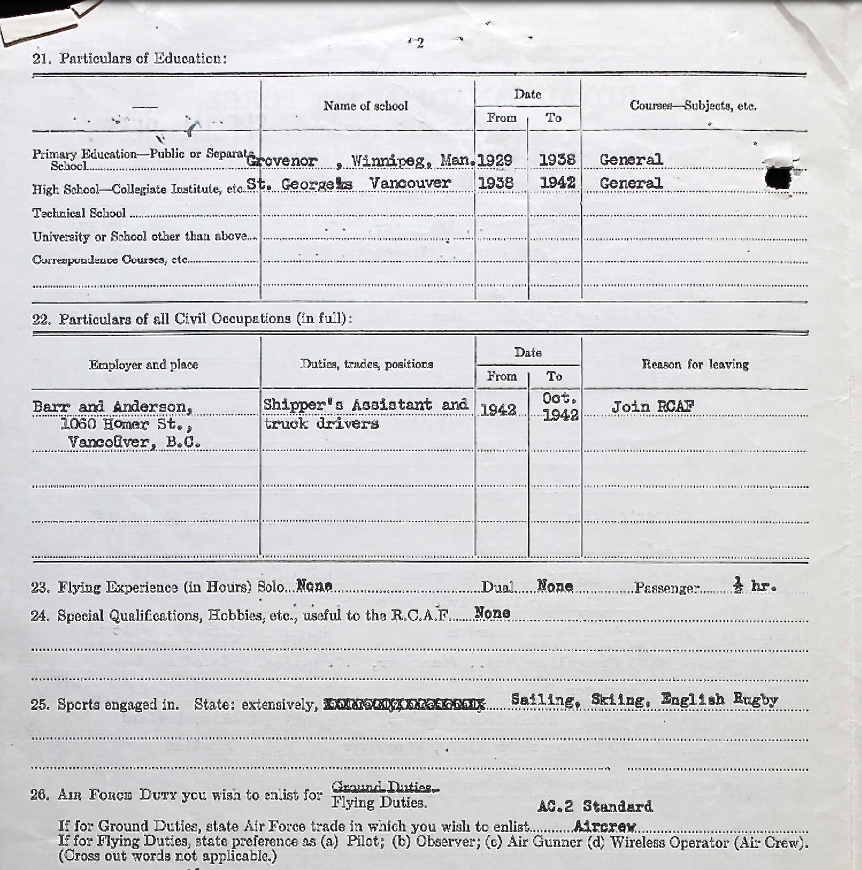 2
21. Particulars of Education:
— Name of school Date Courses—Subjects, etc.
From To
Primary Education—Public or Separate
School Grovenor , Winnipeg, Man. 1929 1938 General
High School—Collegiate Institute, etc. St. George's Vancouver 1938 1942 General
Technical School
University or School other than above
Correspondence Courses, etc.
22. Particulars of all Civil Occupations (in full):
Employer and place Duties, trades, positions Date Reason for leaving
From To
Barr and Anderson, Shipper's Assistant and 1942 Oct. 1942 Join RCAF
1060 Homer St., truck drivers
Vancouver, B.C.
23. Flying Experience (in Hours) Solo None Dual None Passenger ½ hr.
24. Special Qualifications, Hobbies, etc., useful to the R.C.A.F. None
25. Sports engaged in. State: extensively, Sailing, Skiing, English Rugby
26. AIR FORCE DUTY you wish to enlist for Ground Duties.
Flying Duties.
AC.2 Standard
If for Ground Duties, state Air Force trade in which you wish to enlist Aircrew
If for Flying Duties, state preference as (a) Pilot; (b) Observer; (c) Air Gunner (d) Wireless Operator (Air Crew).
(Cross out words not applicable.)